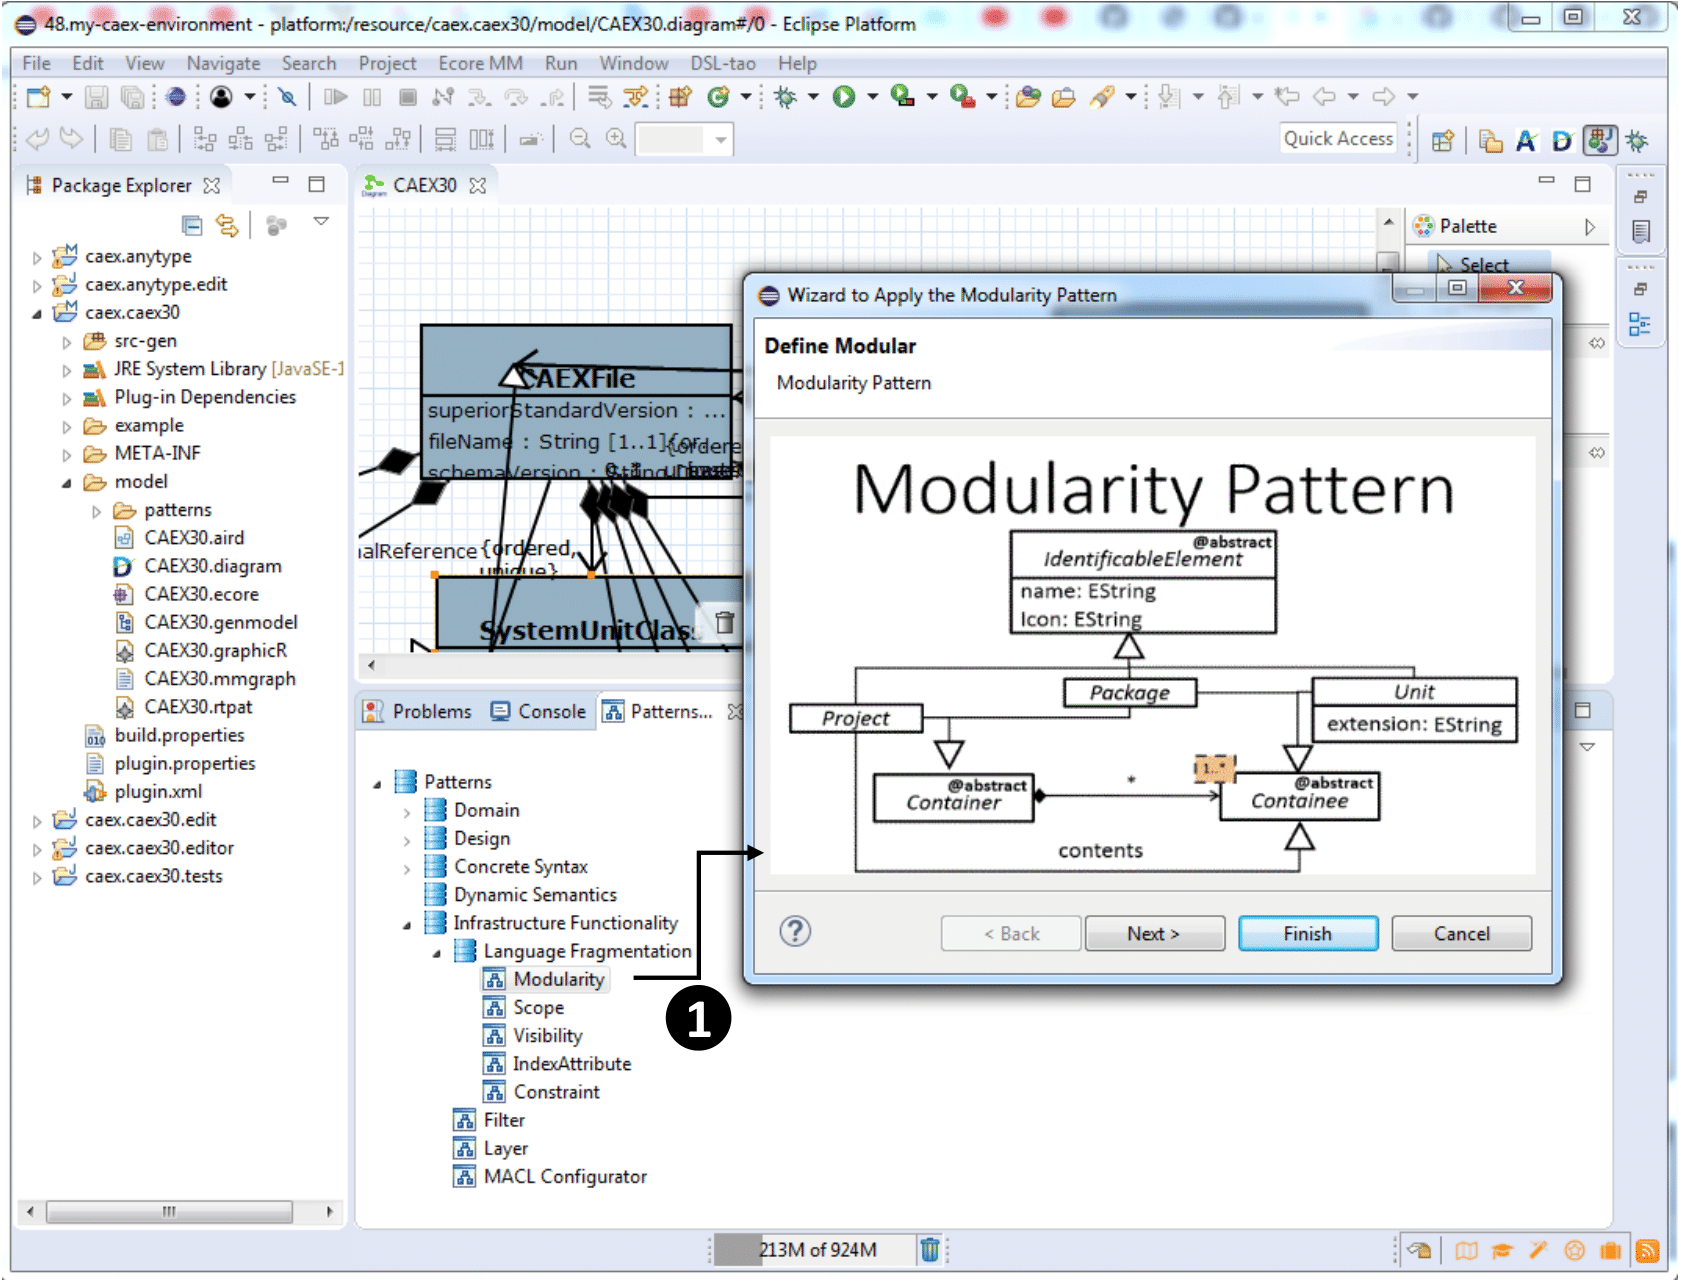 48.my-caex-environment - platform:/resource/caex.caex30/model/CAEX30.diagram#/0 - Eclipse Platform
File Edit View Navigate Search Project Ecore MM Run Window DSL-tao Help
Quick Access
Package Explorer
caex.anytype
caex.anytype.edit
caex.caex30
src-gen
JRE System Library [JavaSE-1
Plug-in Dependencies
example
META-INF
model
patterns
CAEX30.aird
CAEX30.diagram
CAEX30.ecore
CAEX30.genmodel
CAEX30.graphicR
CAEX30.mmgraph
CAEX30.rtpat
build.properties
plugin.properties
plugin.xml
caex.caex30.edit
caex.caex30.editor
caex.caex30.tests
CAEX30
CAEXFile
superiorStandardVersion : ...
fileName : String [1..1]{or
{ordere
schemaVersion : String
nalReference
{ordered,
unique}
SystemUnitClass
Palette
Select
Problems Console Patterns...
Patterns
Domain
Design
Concrete Syntax
Dynamic Semantics
Infrastructure Functionality
Language Fragmentation
Modularity
Scope
Visibility
IndexAttribute
Constraint
Filter
Layer
MACL Configurator
1
Wizard to Apply the Modularity Pattern
Define Modular
Modularity Pattern
Modularity Pattern
@abstract
IdentificableElement
name: EString
Icon: EString
Package
Unit
extension: EString
Project
1..*
@abstract
Container
*
@abstract
Containee
contents
< Back Next > Finish Cancel
213M of 924M